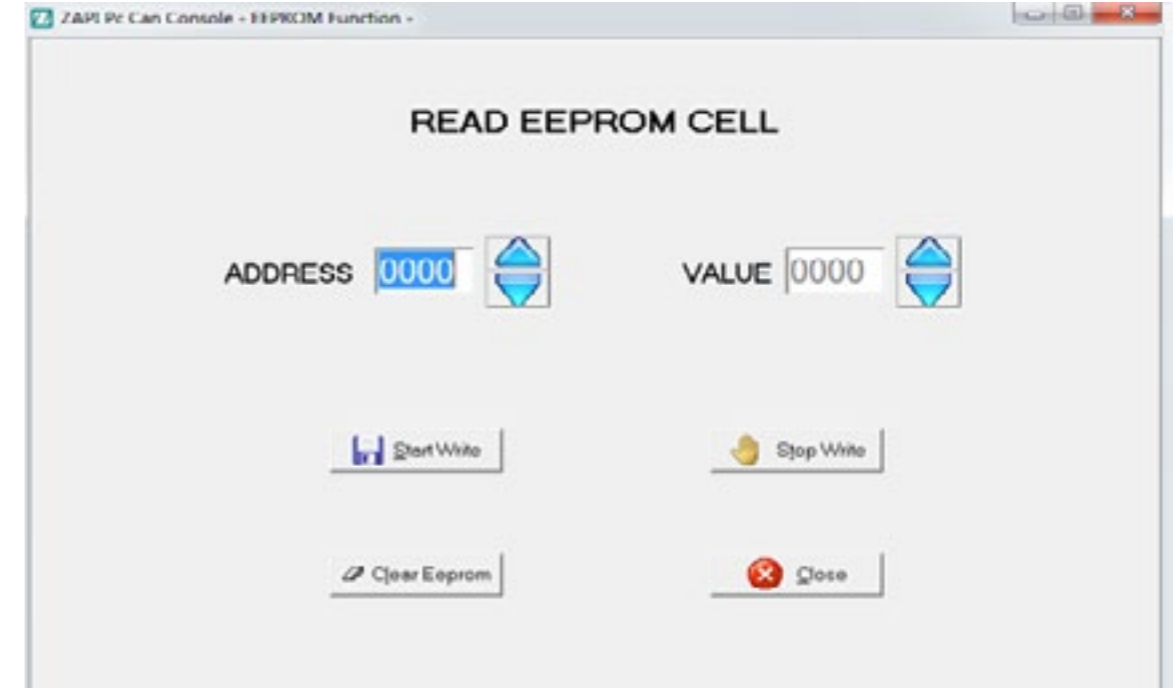 ZAPI Pc Can Console - EEPROM Function -
READ EEPROM CELL
ADDRESS 0000 VALUE 0000
Start Write Stop Write
Clear Eeprom Close